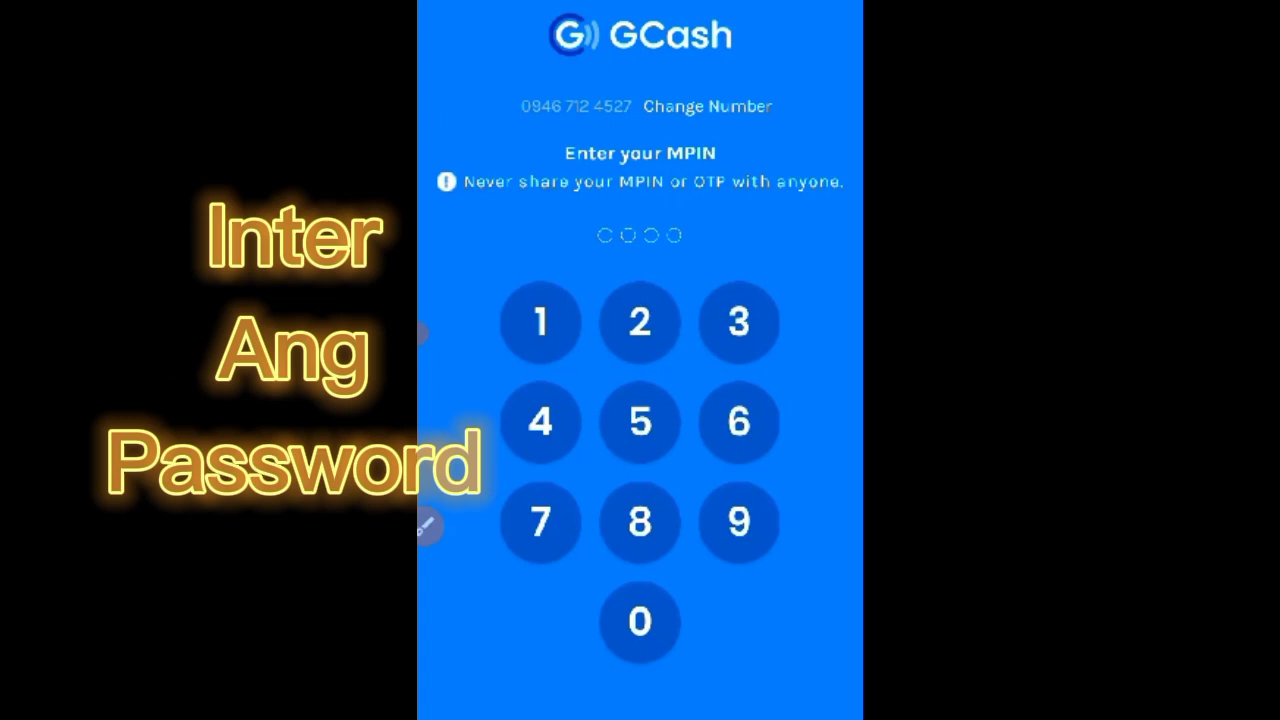 G GCash
0946 712 4527 Change Number
Enter your MPIN
! Never share your MPIN or OTP with anyone.
Inter
Ang
Password
1 2 3
4 5 6
7 8 9
0